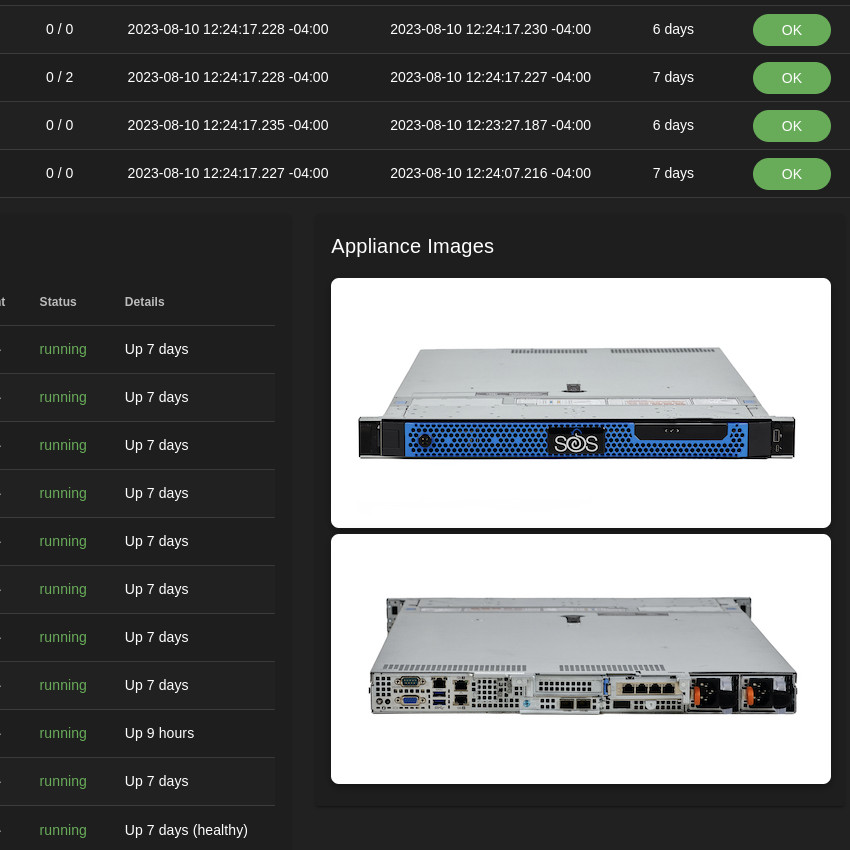 0 / 0 2023-08-10 12:24:17.228 -04:00 2023-08-10 12:24:17.230 -04:00 6 days OK
0 / 2 2023-08-10 12:24:17.228 -04:00 2023-08-10 12:24:17.227 -04:00 7 days OK
0 / 0 2023-08-10 12:24:17.235 -04:00 2023-08-10 12:23:27.187 -04:00 6 days OK
0 / 0 2023-08-10 12:24:17.227 -04:00 2023-08-10 12:24:07.216 -04:00 7 days OK
Status Details
running Up 7 days
running Up 7 days
running Up 7 days
running Up 7 days
running Up 7 days
running Up 7 days
running Up 7 days
running Up 7 days
running Up 9 hours
running Up 7 days
running Up 7 days (healthy)
Appliance Images
SOS